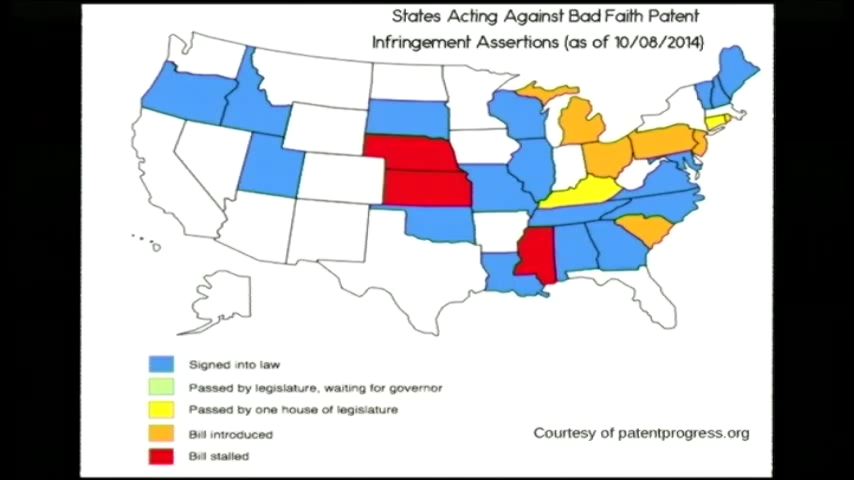 States Acting Against Bad Faith Patent
Infringement Assertions (as of 10/08/2014)
Signed into law
Passed by legislature, waiting for governor
Passed by one house of legislature
Bill introduced
Bill stalled
Courtesy of patentprogress.org